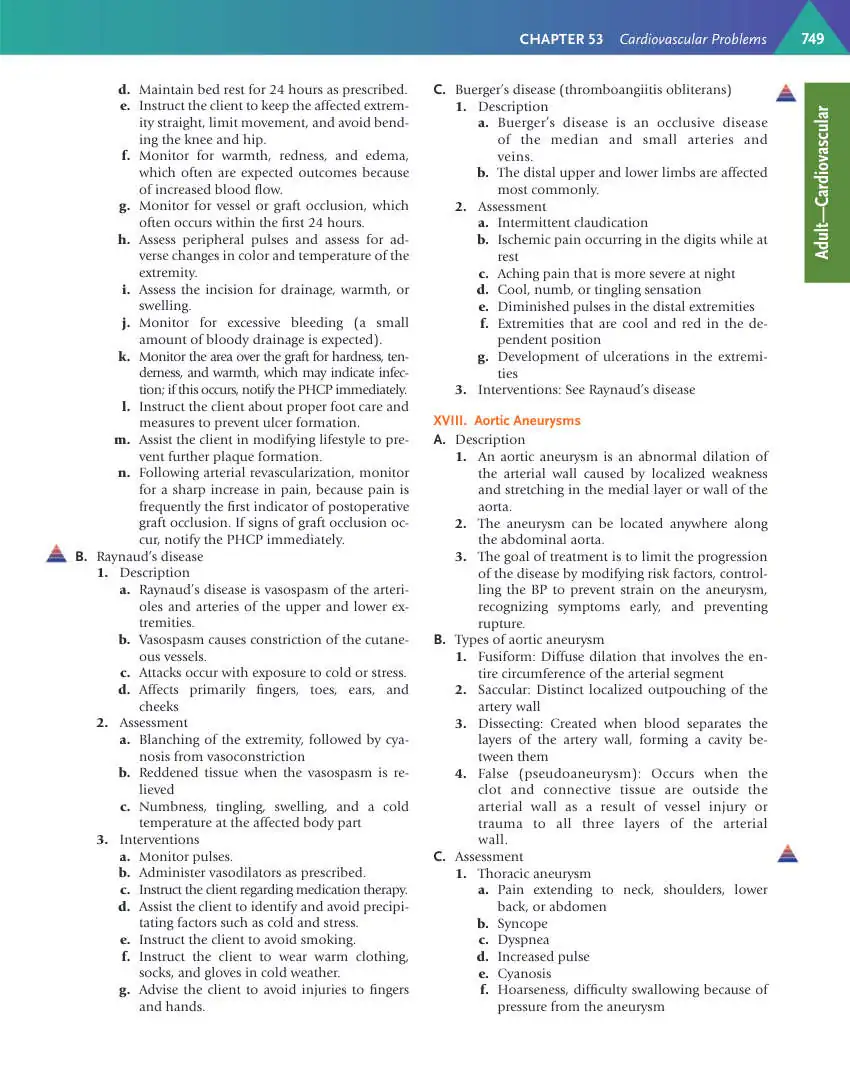 CHAPTER 53 Cardiovascular Problems 749
d. Maintain bed rest for 24 hours as prescribed.
e. Instruct the client to keep the affected extrem-
ity straight, limit movement, and avoid bend-
ing the knee and hip.
f. Monitor for warmth, redness, and edema,
which often are expected outcomes because
of increased blood flow.
g. Monitor for vessel or graft occlusion, which
often occurs within the first 24 hours.
h. Assess peripheral pulses and assess for ad-
verse changes in color and temperature of the
extremity.
i. Assess the incision for drainage, warmth, or
swelling.
j. Monitor for excessive bleeding (a small
amount of bloody drainage is expected).
k. Monitor the area over the graft for hardness, ten-
derness, and warmth, which may indicate infec-
tion; if this occurs, notify the PHCP immediately.
l. Instruct the client about proper foot care and
measures to prevent ulcer formation.
m. Assist the client in modifying lifestyle to pre-
vent further plaque formation.
n. Following arterial revascularization, monitor
for a sharp increase in pain, because pain is
frequently the first indicator of postoperative
graft occlusion. If signs of graft occlusion oc-
cur, notify the PHCP immediately.
B. Raynaud's disease
1. Description
a. Raynaud's disease is vasospasm of the arteri-
oles and arteries of the upper and lower ex-
tremities.
b. Vasospasm causes constriction of the cutane-
ous vessels.
c. Attacks occur with exposure to cold or stress.
d. Affects primarily fingers, toes, ears, and
cheeks
2. Assessment
a. Blanching of the extremity, followed by cya-
nosis from vasoconstriction
b. Reddened tissue when the vasospasm is re-
lieved
c. Numbness, tingling, swelling, and a cold
temperature at the affected body part
3. Interventions
a. Monitor pulses.
b. Administer vasodilators as prescribed.
c. Instruct the client regarding medication therapy.
d. Assist the client to identify and avoid precipi-
tating factors such as cold and stress.
e. Instruct the client to avoid smoking.
f. Instruct the client to wear warm clothing,
socks, and gloves in cold weather.
g. Advise the client to avoid injuries to fingers
and hands.
C. Buerger's disease (thromboangiitis obliterans)
1. Description
a. Buerger's disease is an occlusive disease
of the median and small arteries and
veins.
b. The distal upper and lower limbs are affected
most commonly.
2. Assessment
a. Intermittent claudication
b. Ischemic pain occurring in the digits while at
rest
c. Aching pain that is more severe at night
d. Cool, numb, or tingling sensation
e. Diminished pulses in the distal extremities
f. Extremities that are cool and red in the de-
pendent position
g. Development of ulcerations in the extremi-
ties
3. Interventions: See Raynaud's disease
XVIII. Aortic Aneurysms
A. Description
1. An aortic aneurysm is an abnormal dilation of
the arterial wall caused by localized weakness
and stretching in the medial layer or wall of the
aorta.
2. The aneurysm can be located anywhere along
the abdominal aorta.
3. The goal of treatment is to limit the progression
of the disease by modifying risk factors, control-
ling the BP to prevent strain on the aneurysm,
recognizing symptoms early, and preventing
rupture.
B. Types of aortic aneurysm
1. Fusiform: Diffuse dilation that involves the en-
tire circumference of the arterial segment
2. Saccular: Distinct localized outpouching of the
artery wall
3. Dissecting: Created when blood separates the
layers of the artery wall, forming a cavity be-
tween them
4. False (pseudoaneurysm): Occurs when the
clot and connective tissue are outside the
arterial wall as a result of vessel injury or
trauma to all three layers of the arterial
wall.
C. Assessment
1. Thoracic aneurysm
a. Pain extending to neck, shoulders, lower
back, or abdomen
b. Syncope
c. Dyspnea
d. Increased pulse
e. Cyanosis
f. Hoarseness, difficulty swallowing because of
pressure from the aneurysm
Adult—Cardiovascular